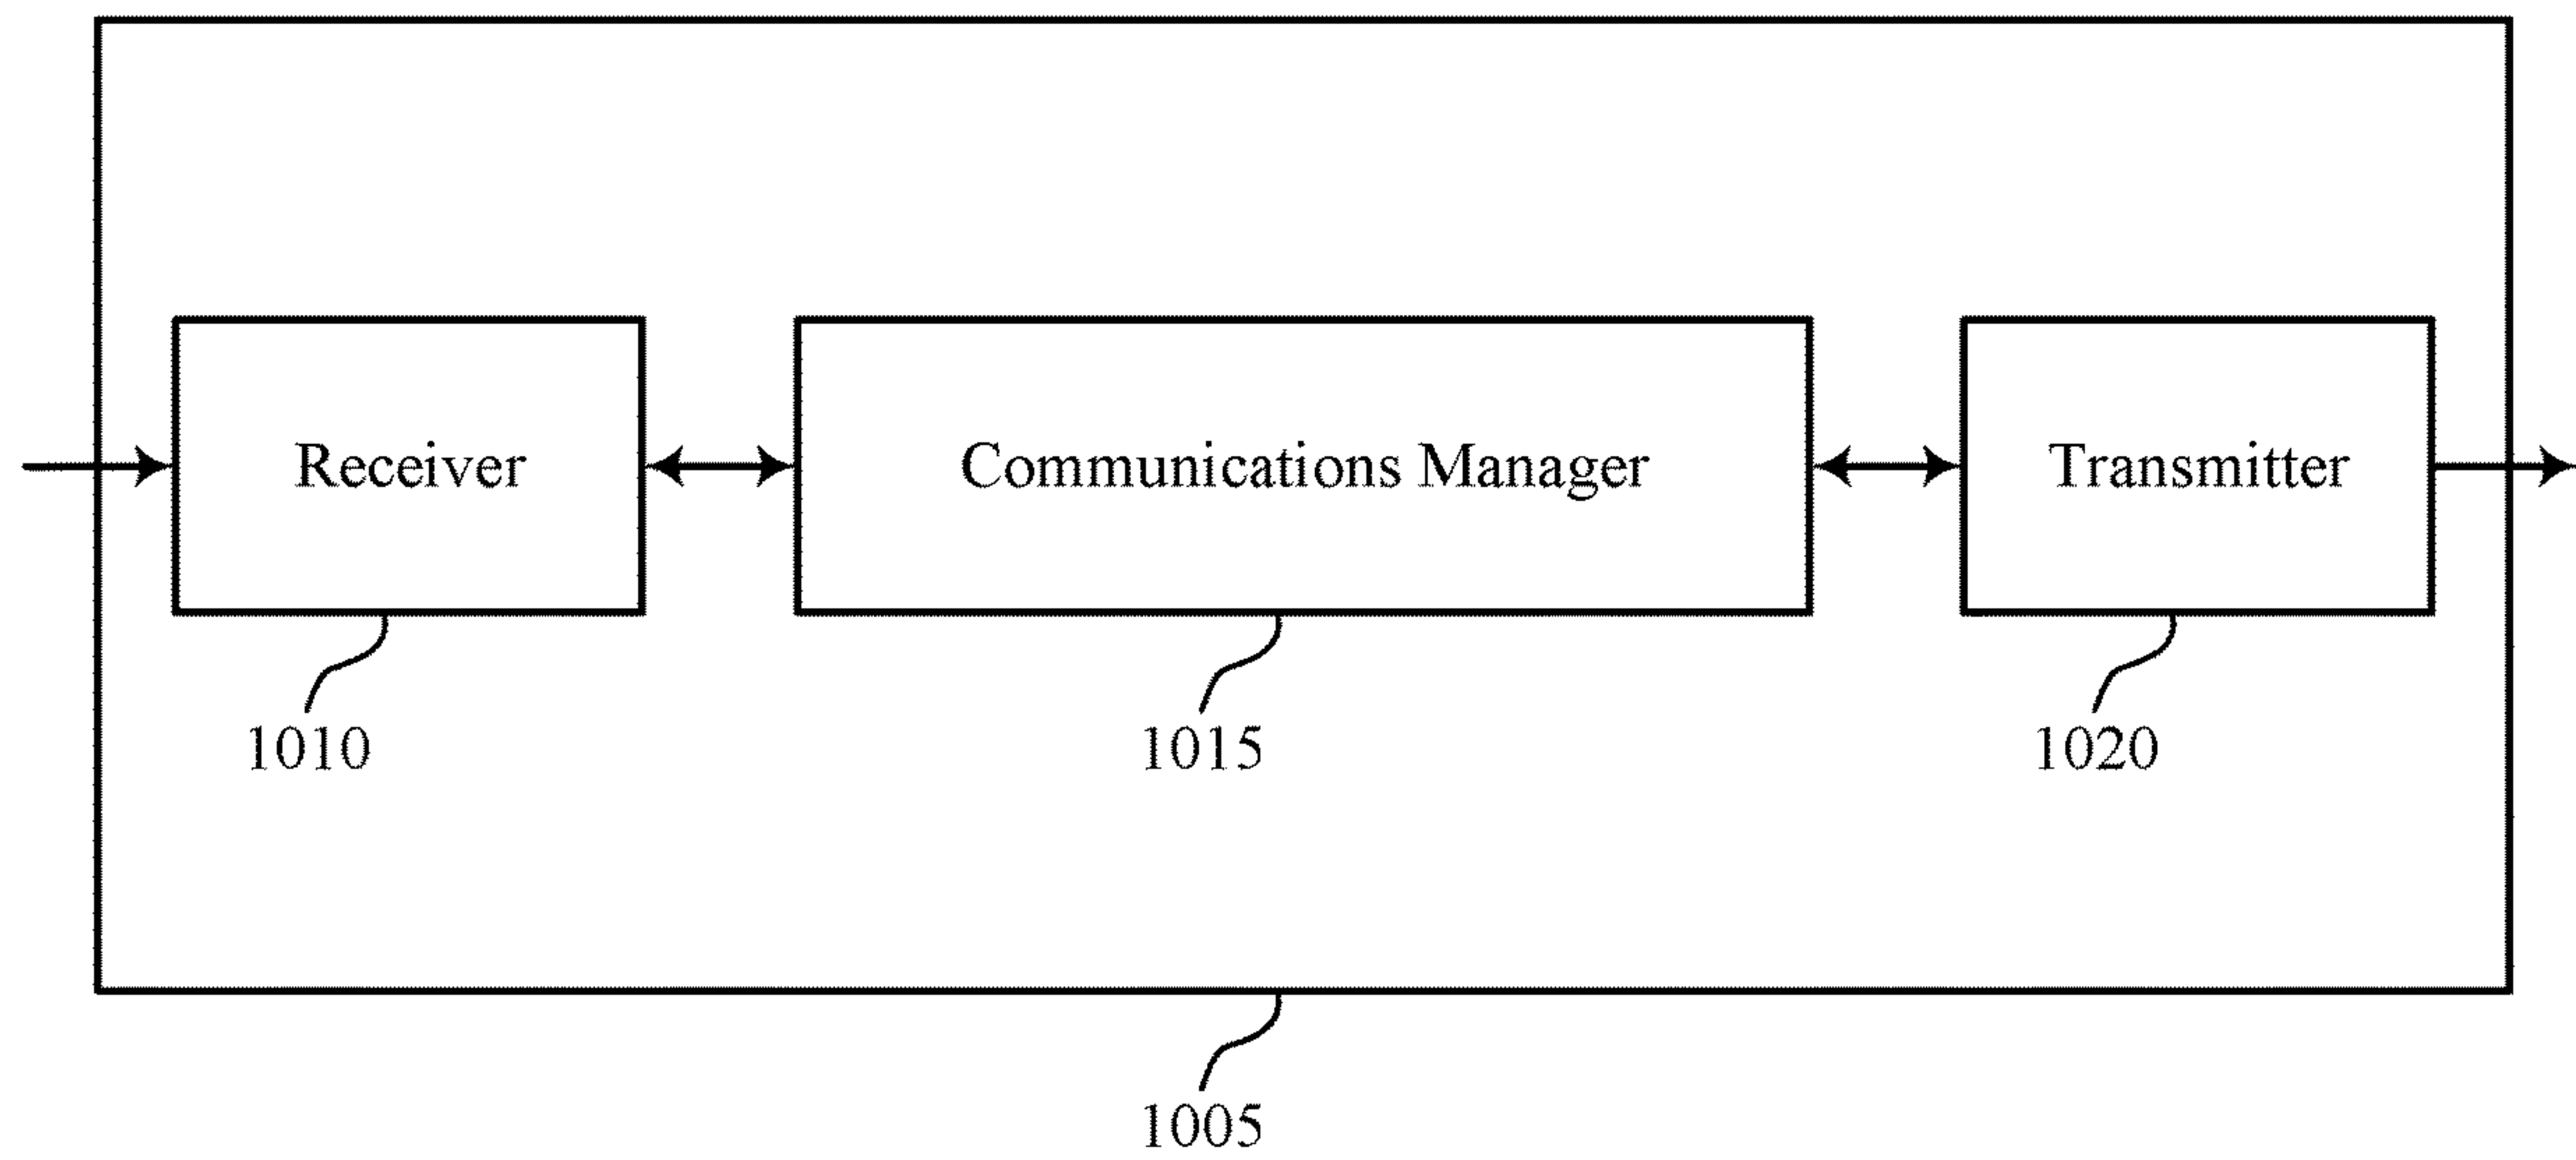 Receiver
Communications Manager
Transmitter
1010
1015
1020
1005